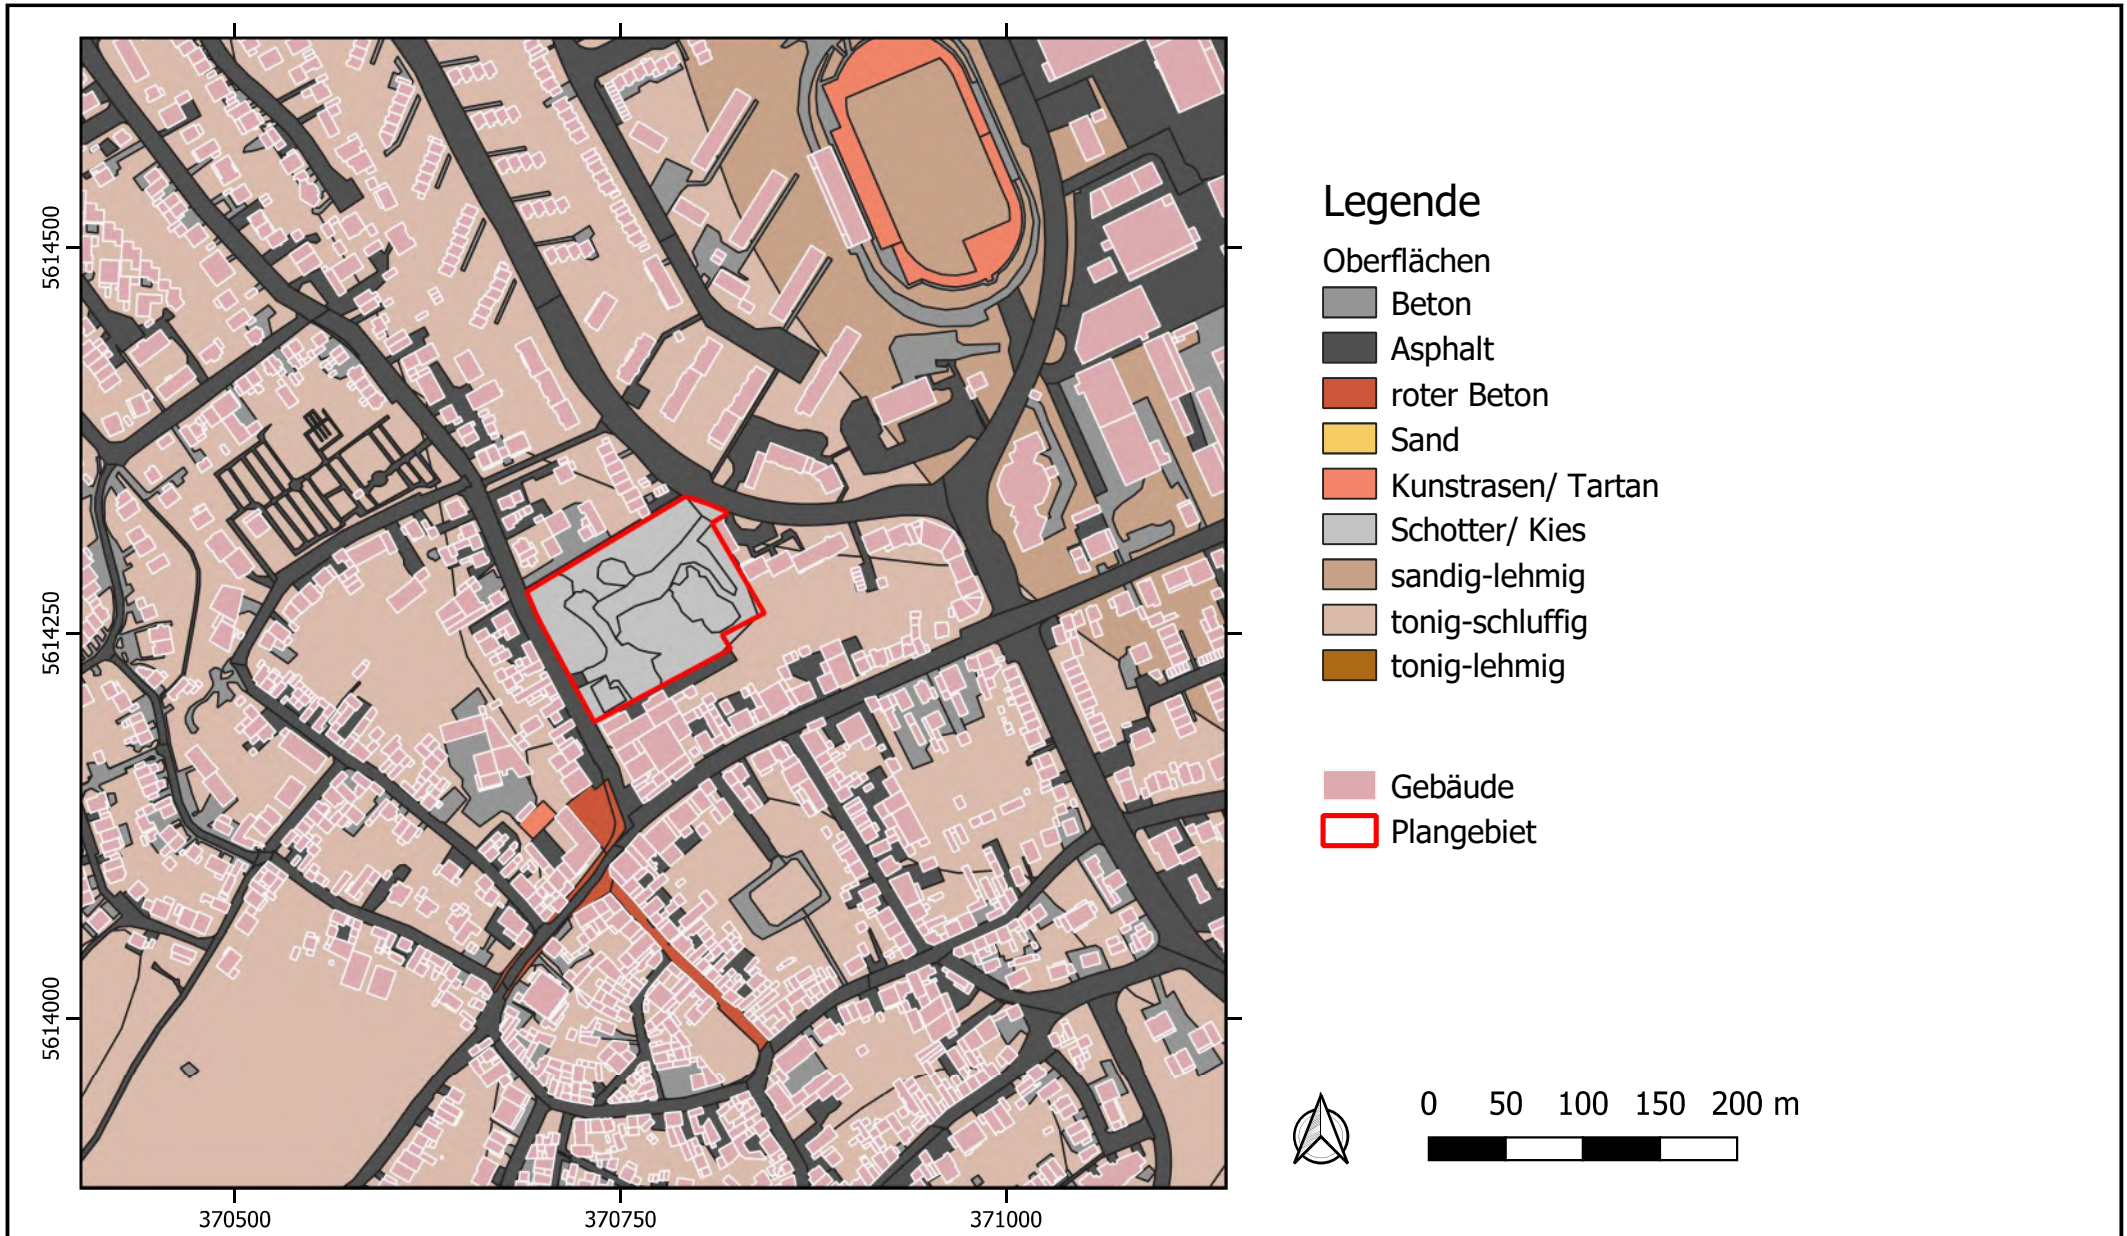 Legende
Oberflächen
Beton
Asphalt
roter Beton
Sand
Kunstrasen/ Tartan
Schotter/ Kies
sandig-lehmig
tonig-schluffig
tonig-lehmig
Gebäude
Plangebiet
0 50 100 150 200 m
5614500
5614250
5614000
370500 370750 371000